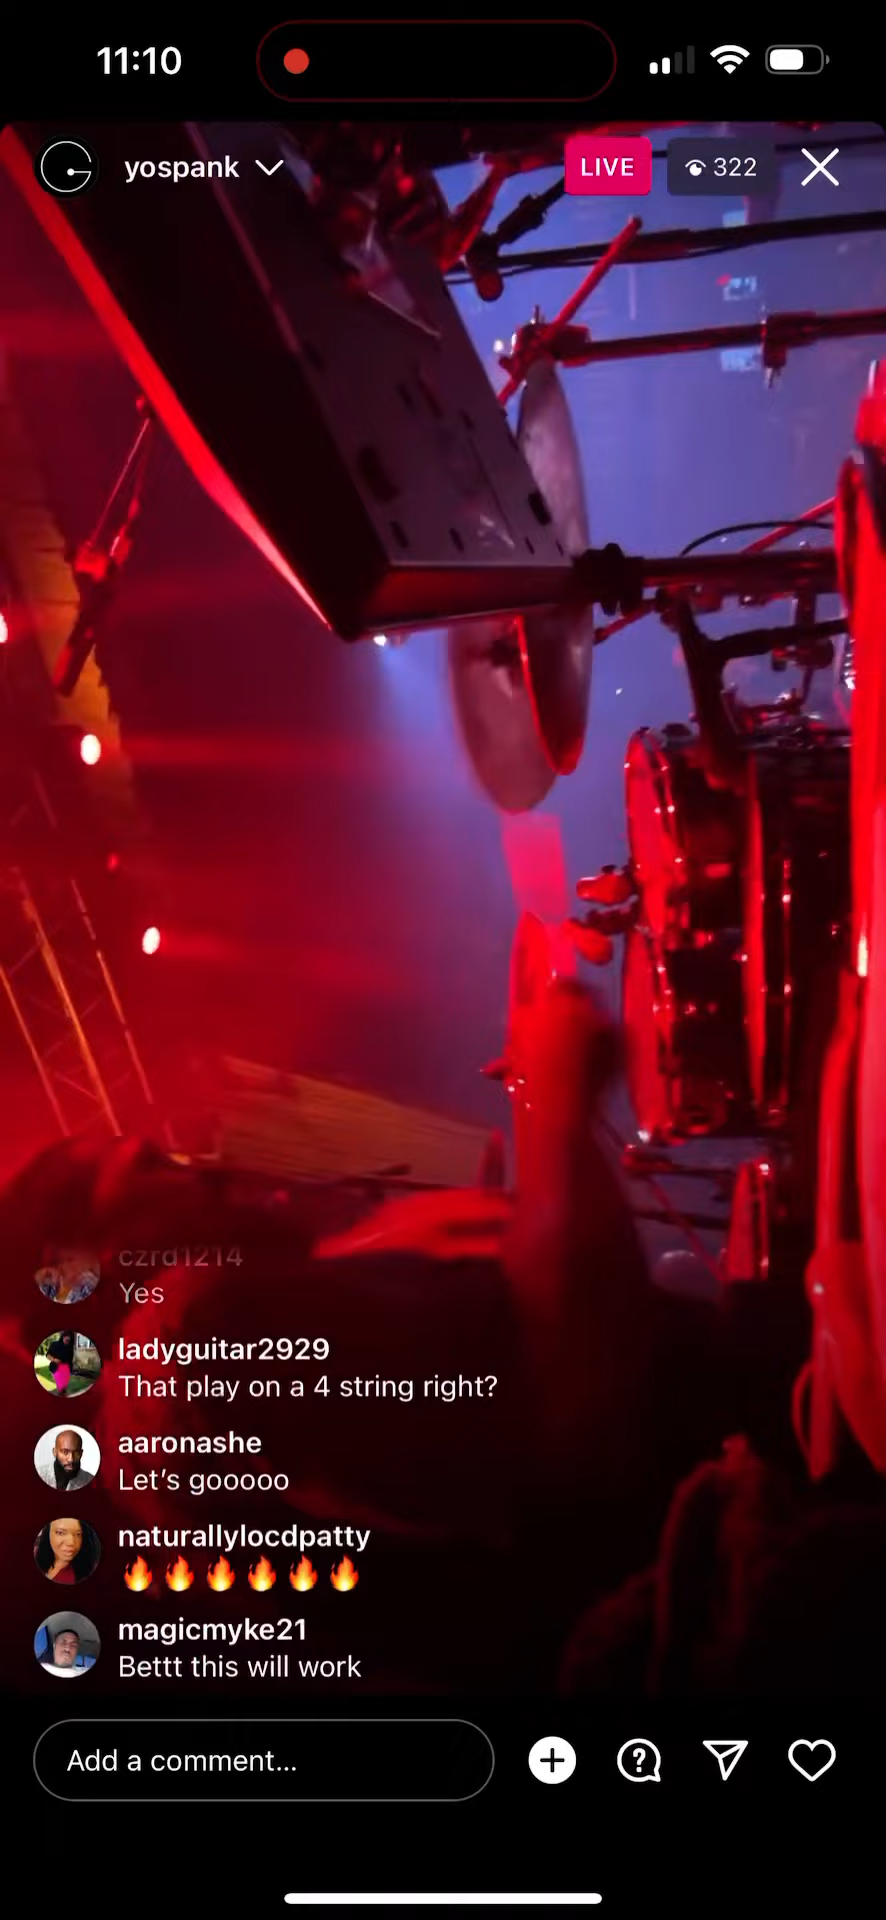 11:10
yospank
LIVE
322
czrd1214
Yes
ladyguitar2929
That play on a 4 string right?
aaronashe
Let’s gooooo
naturallylocdpatty
🔥🔥🔥🔥🔥🔥
magicmyke21
Bettt this will work
Add a comment...